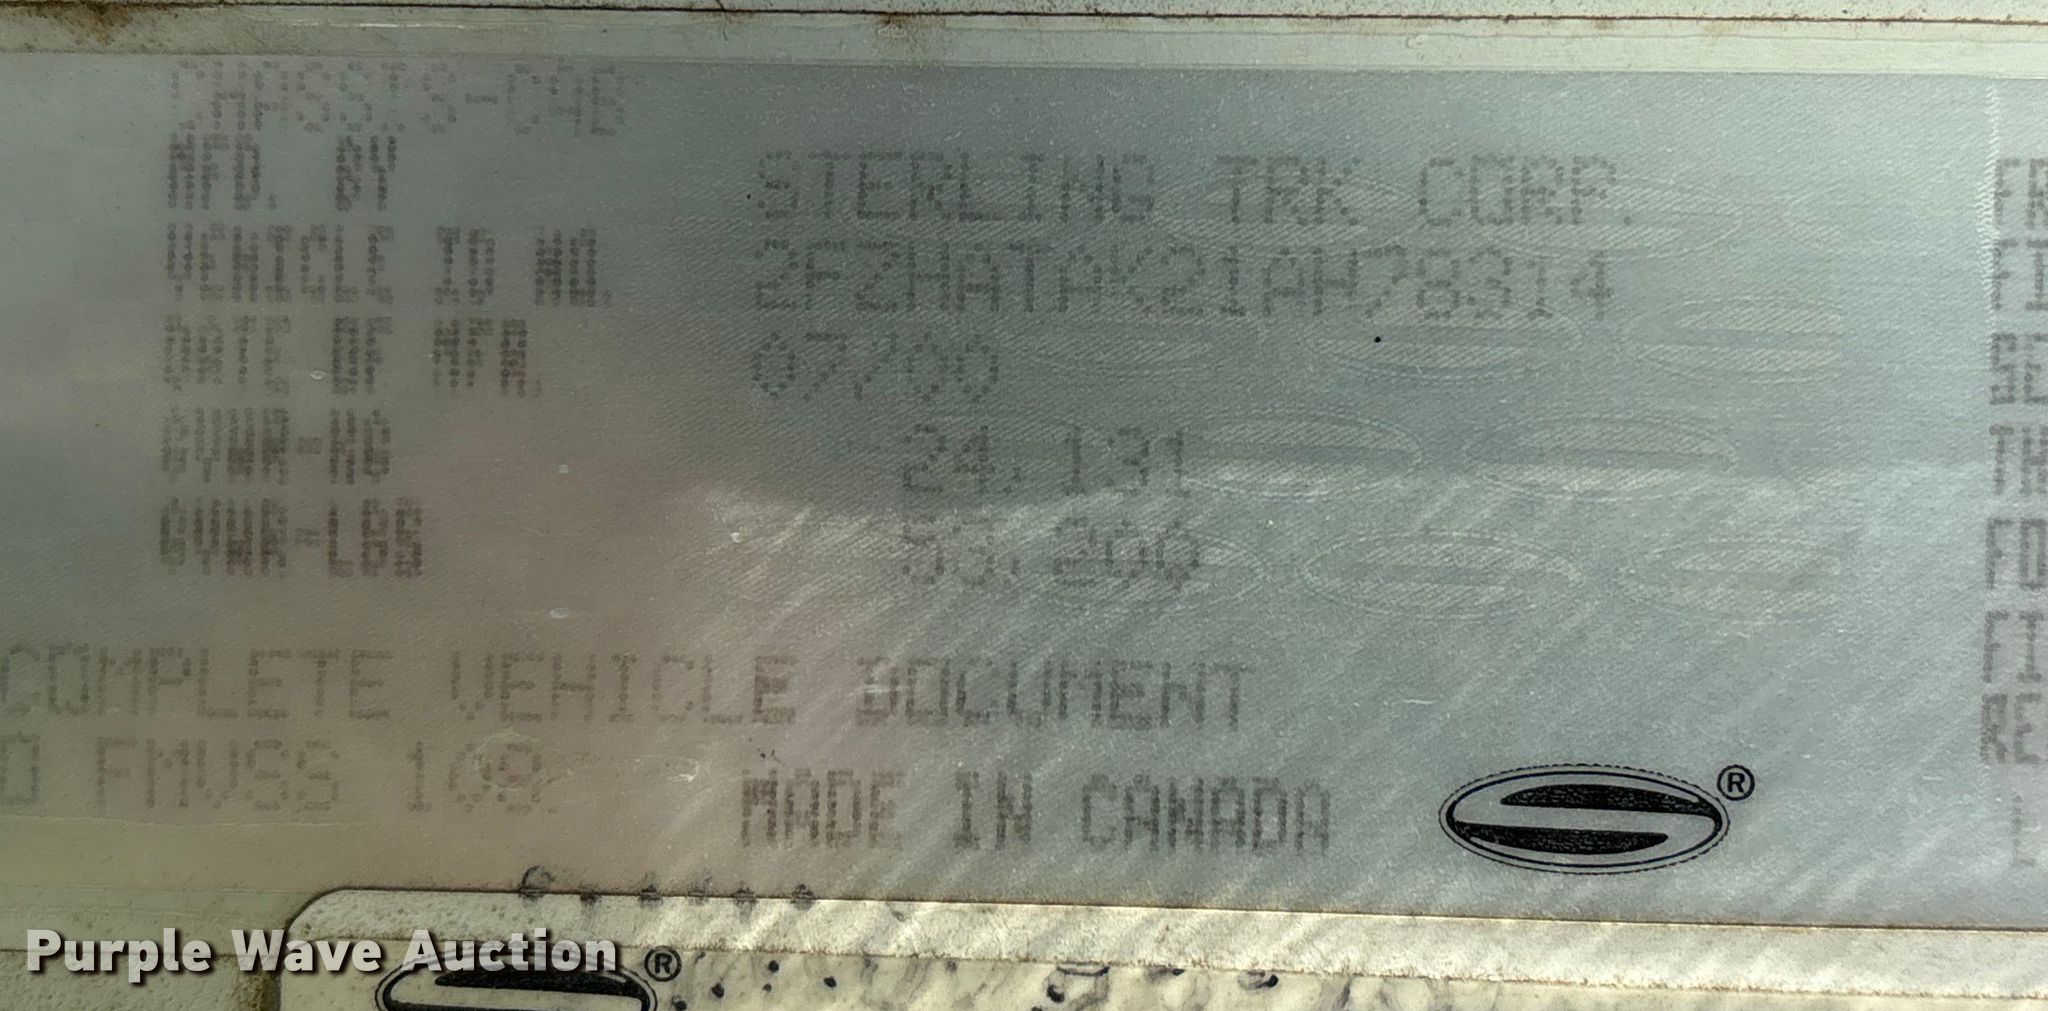 CHASSIS-CAB
MFD. BY STERLING TRK CORP.
VEHICLE ID NO. 2FZHATAK21AH78314
DATE OF MFR. 07/00
GVWR: KG 24,131
GVWR: LBS 53,200
COMPLETE VEHICLE DOCUMENT
D FMVSS 108.
MADE IN CANADA
®
Purple Wave Auction
®